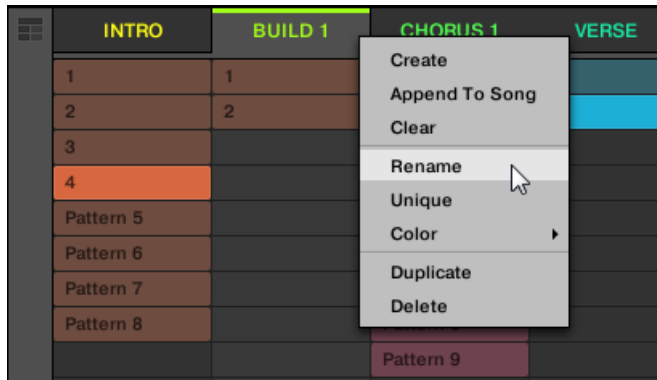 INTRO BUILD 1 CHORUS 1 VERSE
1 1
2 2
3
4
Pattern 5
Pattern 6
Pattern 7
Pattern 8
Create
Append To Song
Clear
Rename
Unique
Color
Duplicate
Delete
Pattern 9